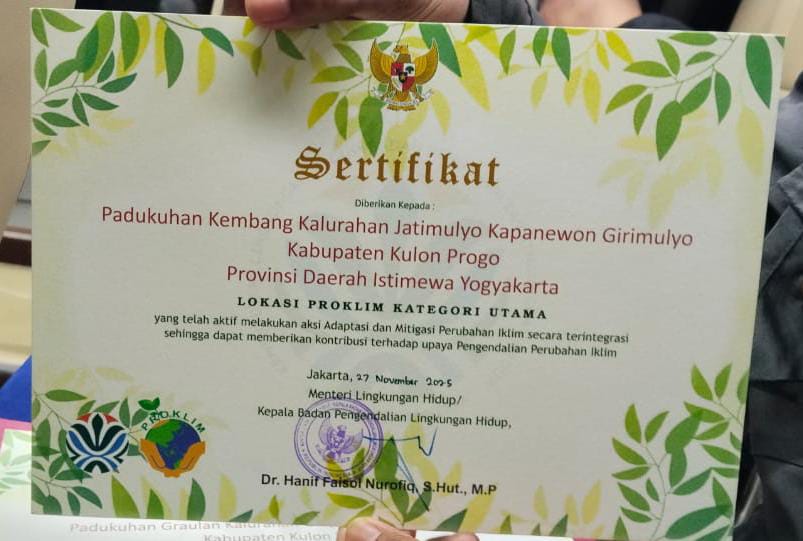 Sertifikat
Diberikan Kepada :
Padukuhan Kembang Kalurahan Jatimulyo Kapanewon Girimulyo
Kabupaten Kulon Progo
Provinsi Daerah Istimewa Yogyakarta
LOKASI PROKLIM KATEGORI UTAMA
yang telah aktif melakukan aksi Adaptasi dan Mitigasi Perubahan Iklim secara terintegrasi
sehingga dapat memberikan kontribusi terhadap upaya Pengendalian Perubahan Iklim
Jakarta, 27 November 2025
Menteri Lingkungan Hidup/
Kepala Badan Pengendalian Lingkungan Hidup,
PROKLIM
Dr. Hanif Faisol Nurofiq, S.Hut., M.P
Padukuhan Graulan
Kabupaten Kulon